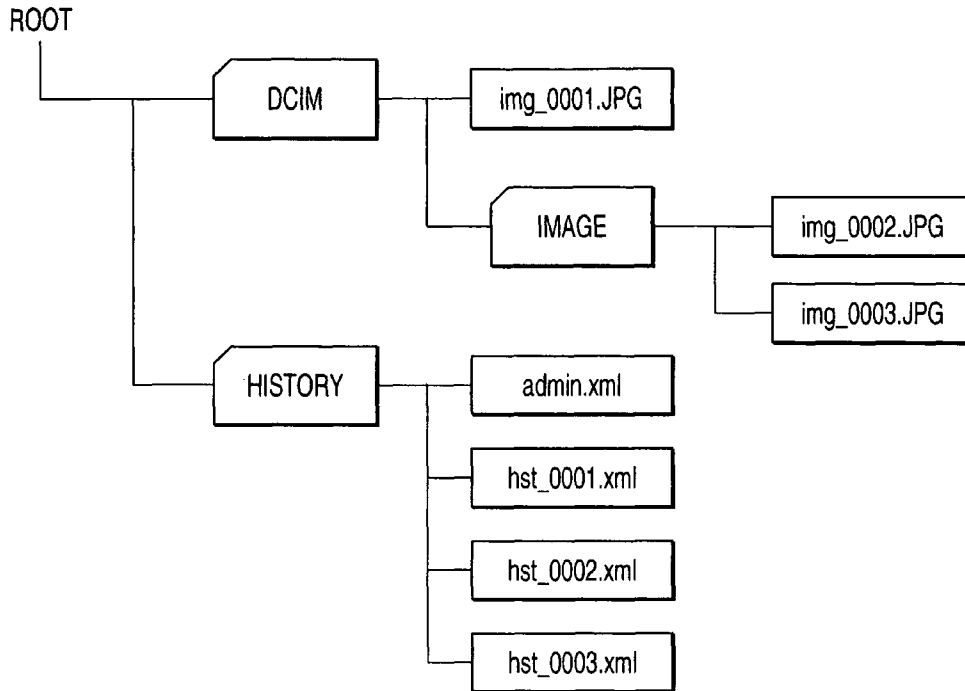 ROOT
DCIM
img_0001.JPG
IMAGE
img_0002.JPG
img_0003.JPG
HISTORY
admin.xml
hst_0001.xml
hst_0002.xml
hst_0003.xml